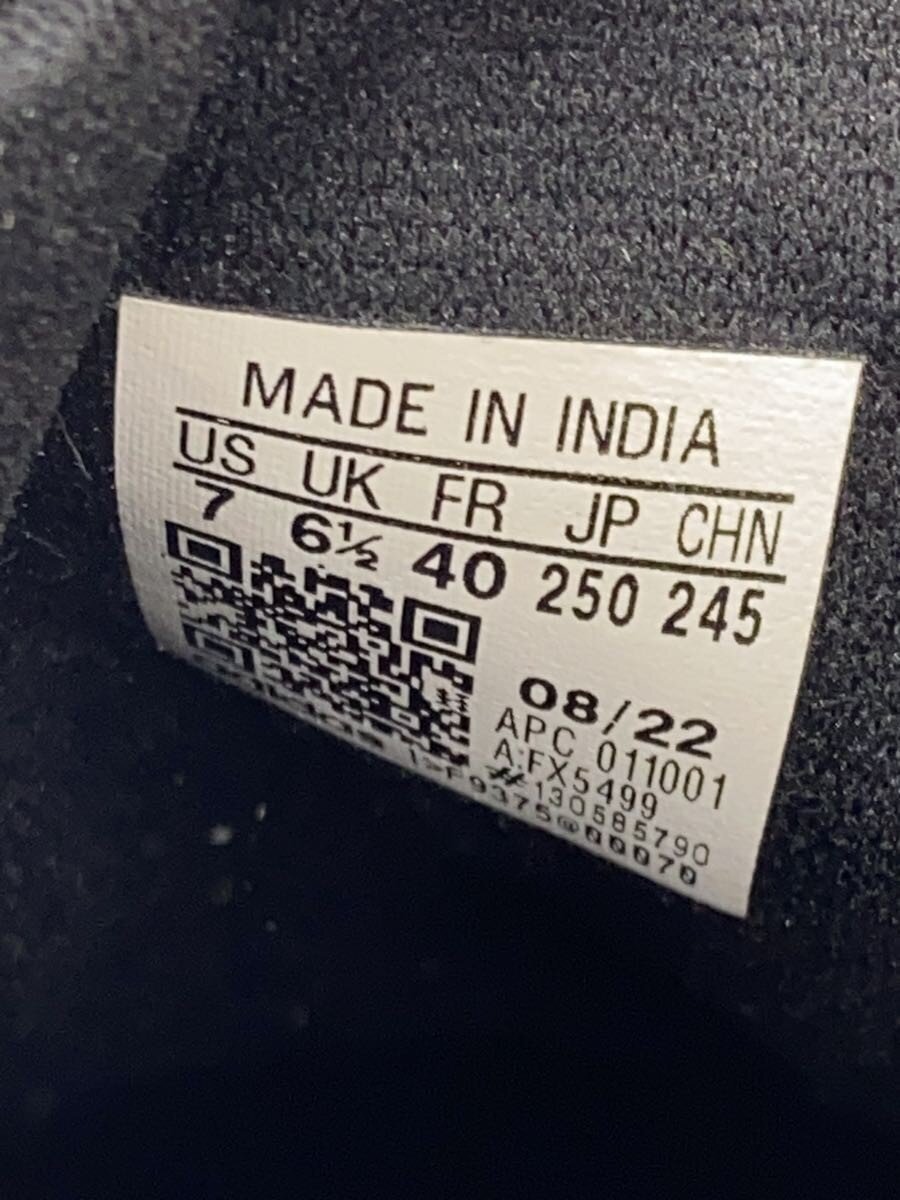 MADE IN INDIA
US UK FR JP CHN
7 6½ 40 250 245
08/22
APC 011001
A:FX5499
#130585790